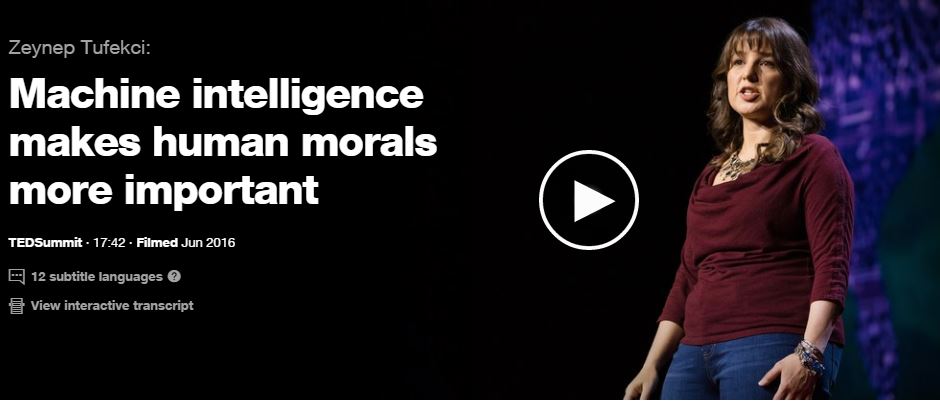 Zeynep Tufekci:
Machine intelligence
makes human morals
more important
TEDSummit · 17:42 · Filmed Jun 2016
12 subtitle languages ?
View interactive transcript